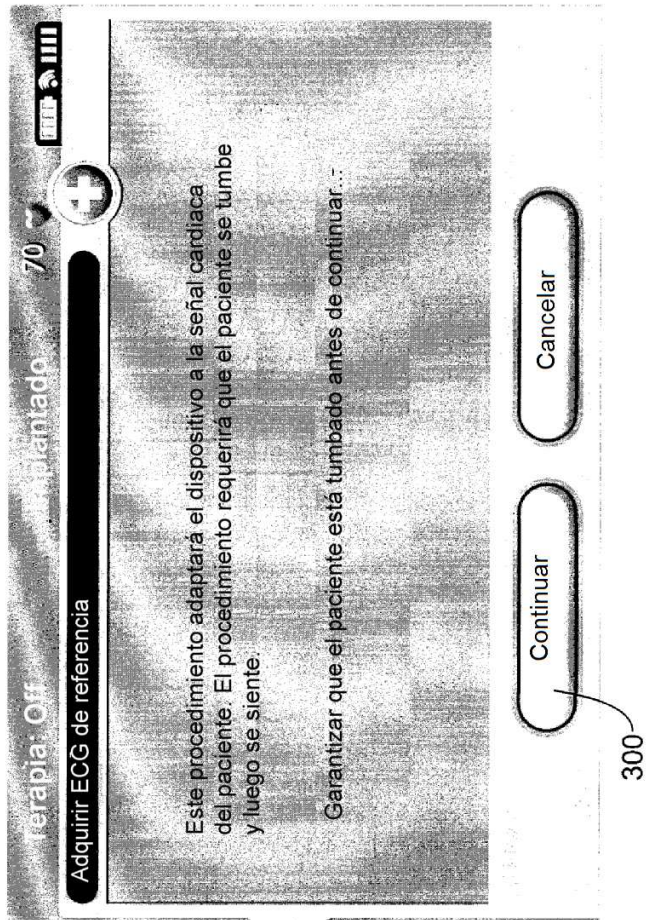 Terapia: Off
Implantado
70
Adquirir ECG de referencia
Este procedimiento adaptará el dispositivo a la señal cardiaca
del paciente. El procedimiento requerirá que el paciente se tumbe
y luego se siente.
Garantizar que el paciente está tumbado antes de continuar...
Continuar
Cancelar
300